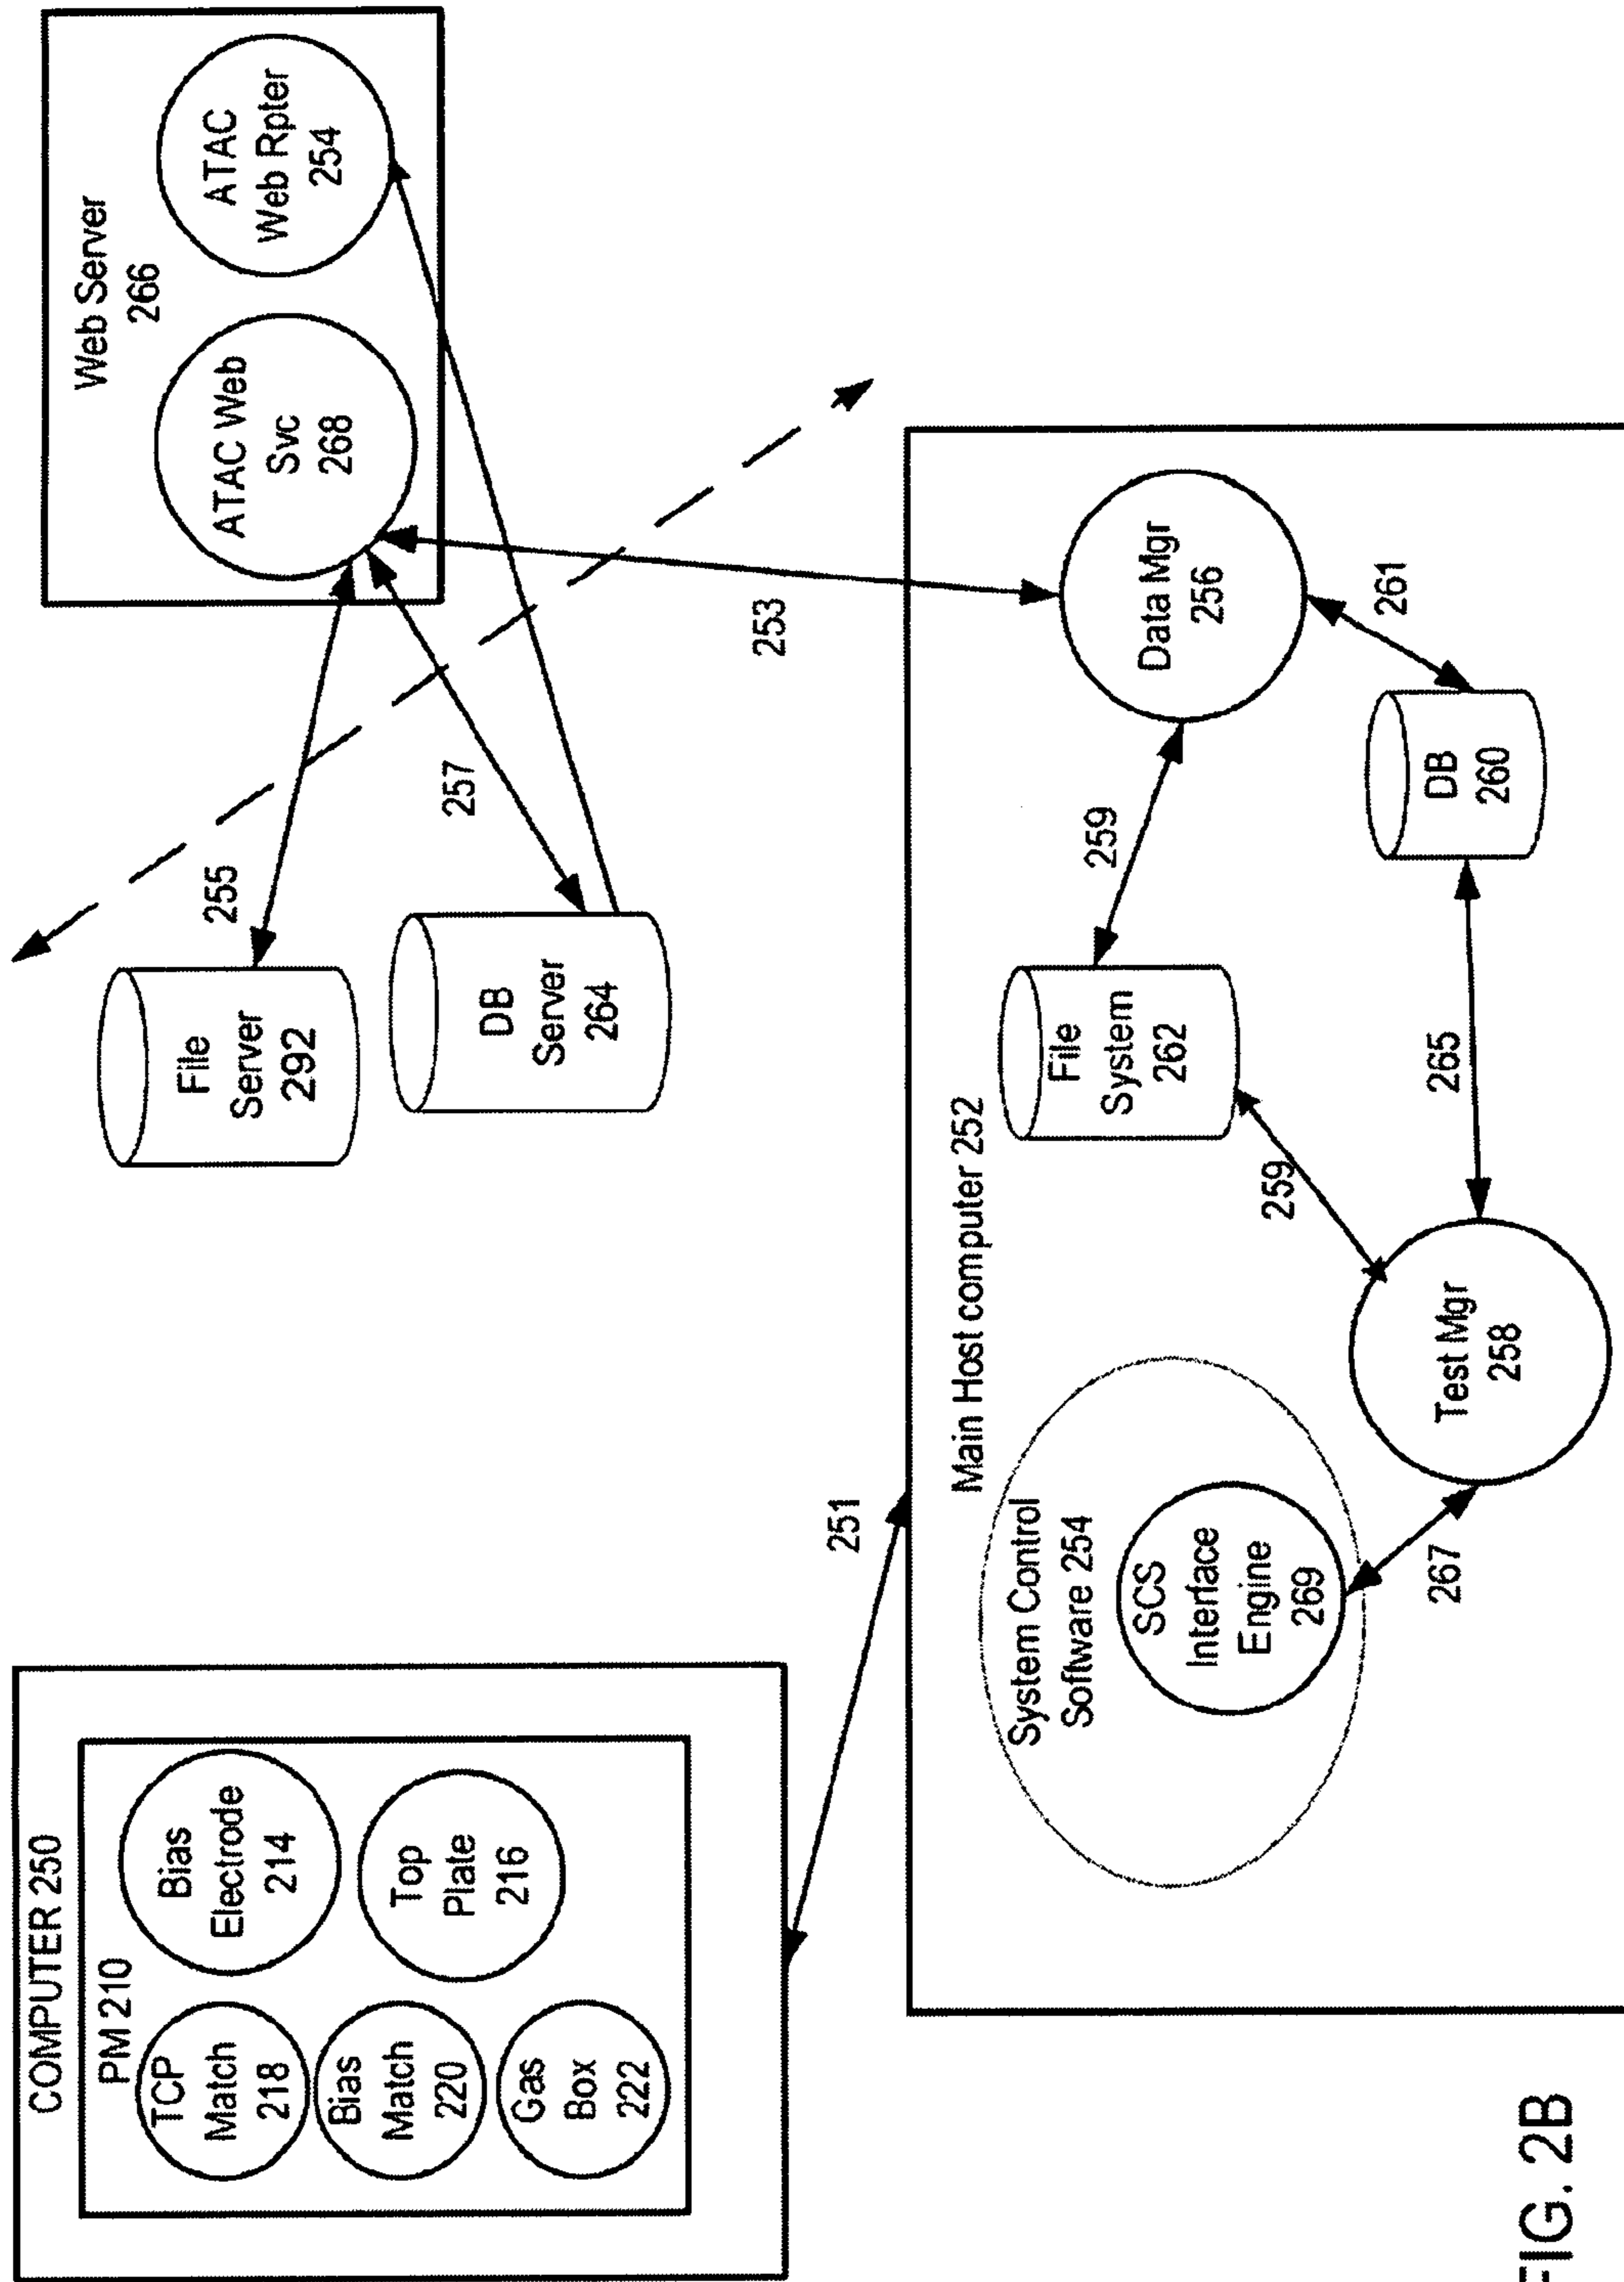 COMPUTER 250
PM 210
TCP
Match
218
Bias
Electrode
214
Bias
Match
220
Top
Plate
216
Gas
Box
222
251
File
Server
292
DB
Server
264
255
257
253
Web Server
266
ATAC Web
Svc
268
ATAC
Web Rpter
254
Main Host computer 252
System Control
Software 254
SCS
Interface
Engine
269
267
Test Mgr
258
259
File
System
262
259
265
DB
260
261
Data Mgr
256
FIG. 2B